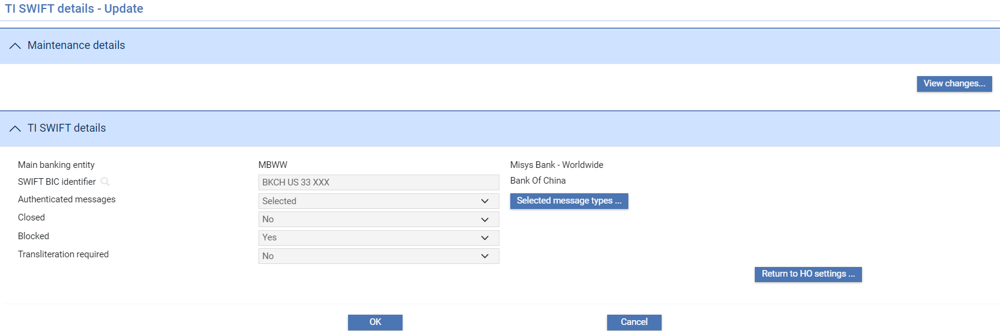 TI SWIFT details - Update
Maintenance details
View changes...
TI SWIFT details
Main banking entity MBWW Misys Bank - Worldwide
SWIFT BIC identifier BKCH US 33 XXX Bank Of China
Authenticated messages Selected Selected message types ...
Closed No
Blocked Yes
Transliteration required No
Return to HO settings ...
OK Cancel